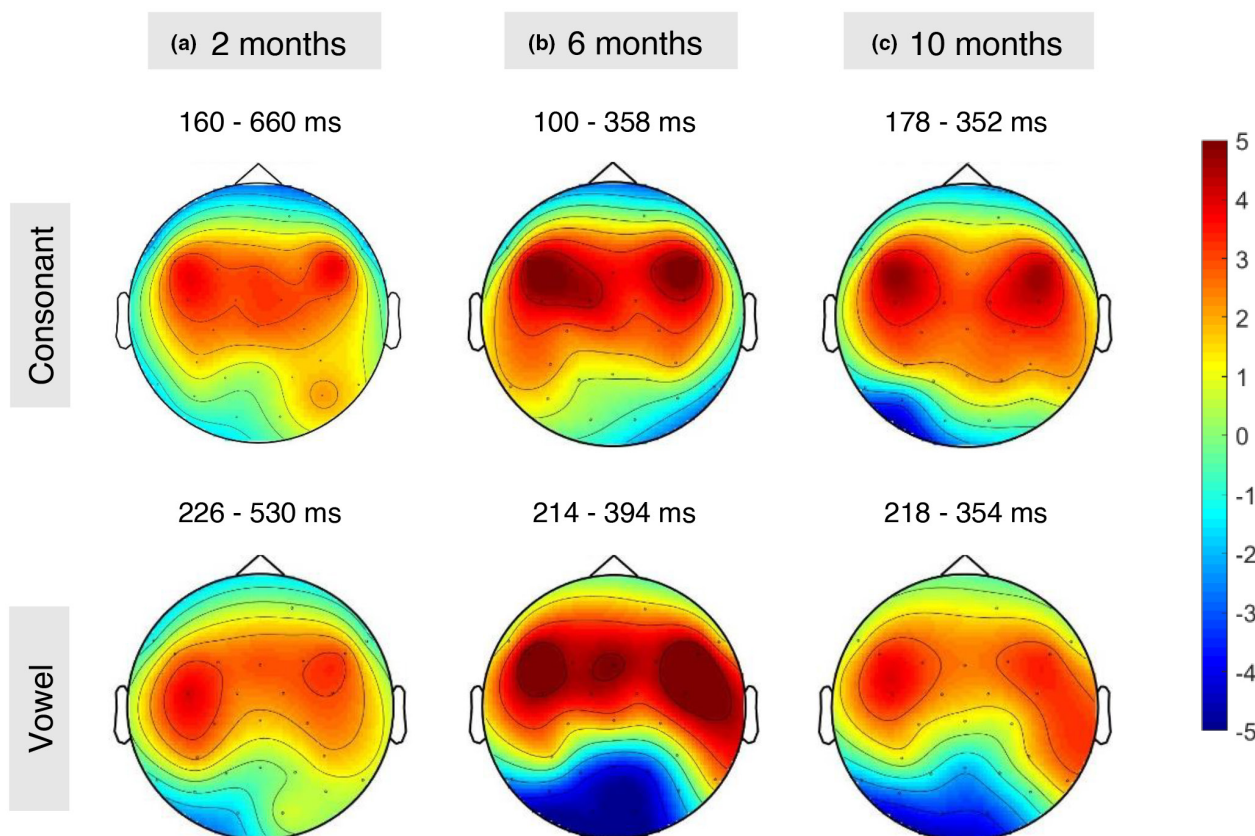 (a) 2 months
(b) 6 months
(c) 10 months
160 - 660 ms
100 - 358 ms
178 - 352 ms
Consonant
226 - 530 ms
214 - 394 ms
218 - 354 ms
Vowel
5
4
3
2
1
0
-1
-2
-3
-4
-5